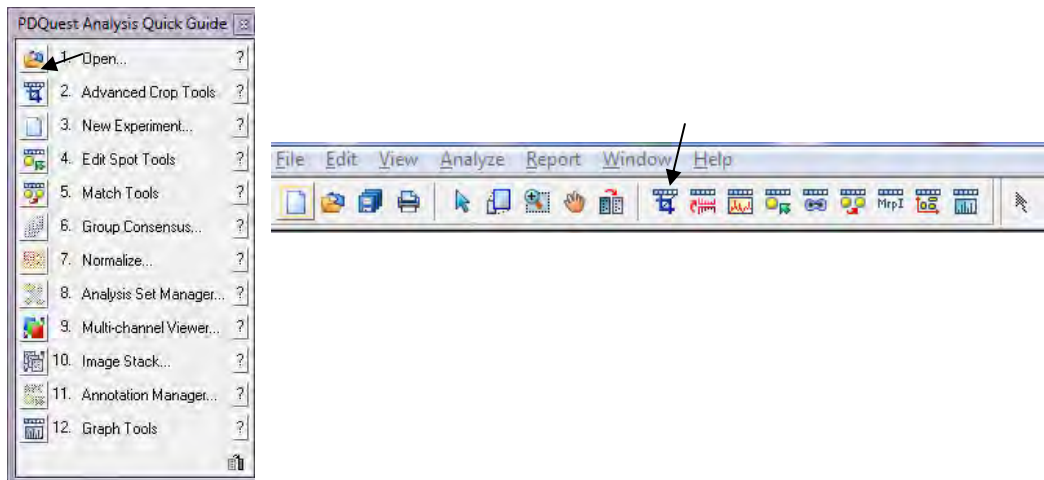 PDQuest Analysis Quick Guide
1. Open... ?
2. Advanced Crop Tools ?
3. New Experiment... ?
4. Edit Spot Tools ?
5. Match Tools ?
6. Group Consensus... ?
7. Normalize... ?
8. Analysis Set Manager... ?
9. Multi-channel Viewer... ?
10. Image Stack... ?
11. Annotation Manager... ?
12. Graph Tools ?
File Edit View Analyze Report Window Help
MrpI